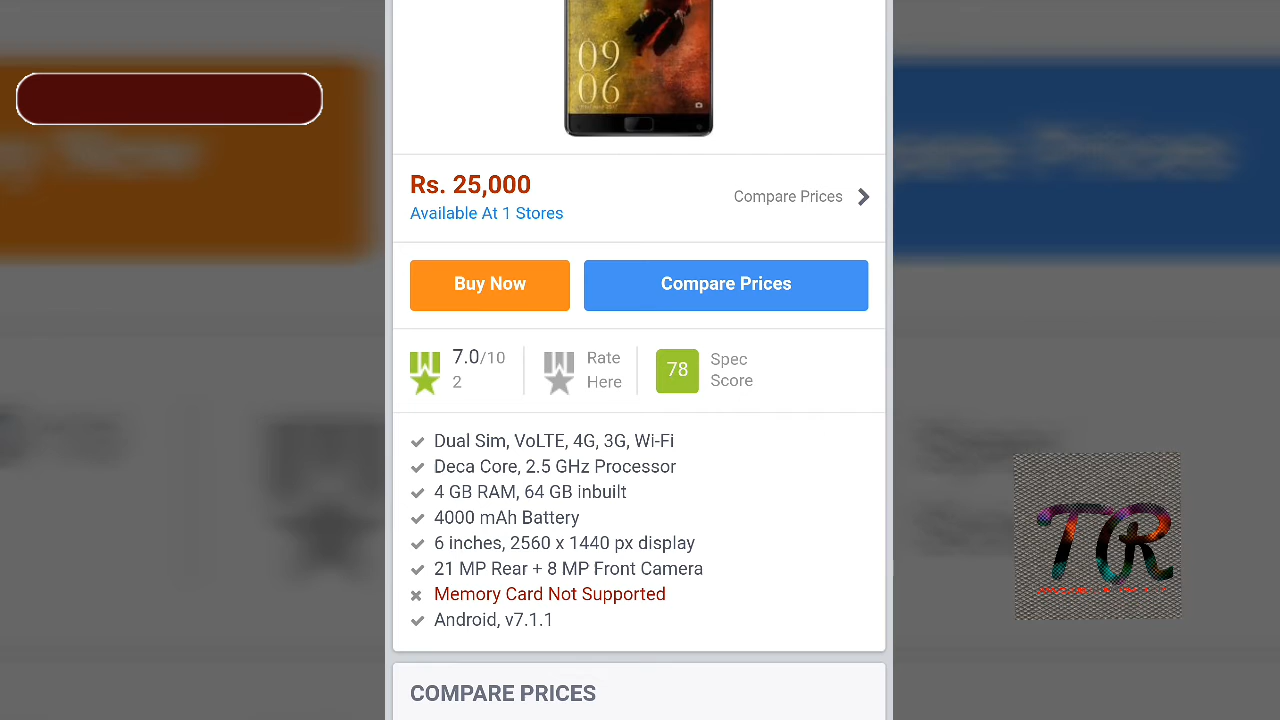 09
06
Rs. 25,000
Available At 1 Stores
Compare Prices
Buy Now
Compare Prices
7.0/10
2
Rate
Here
78
Spec
Score
Dual Sim, VoLTE, 4G, 3G, Wi-Fi
Deca Core, 2.5 GHz Processor
4 GB RAM, 64 GB inbuilt
4000 mAh Battery
6 inches, 2560 x 1440 px display
21 MP Rear + 8 MP Front Camera
Memory Card Not Supported
Android, v7.1.1
COMPARE PRICES
TR